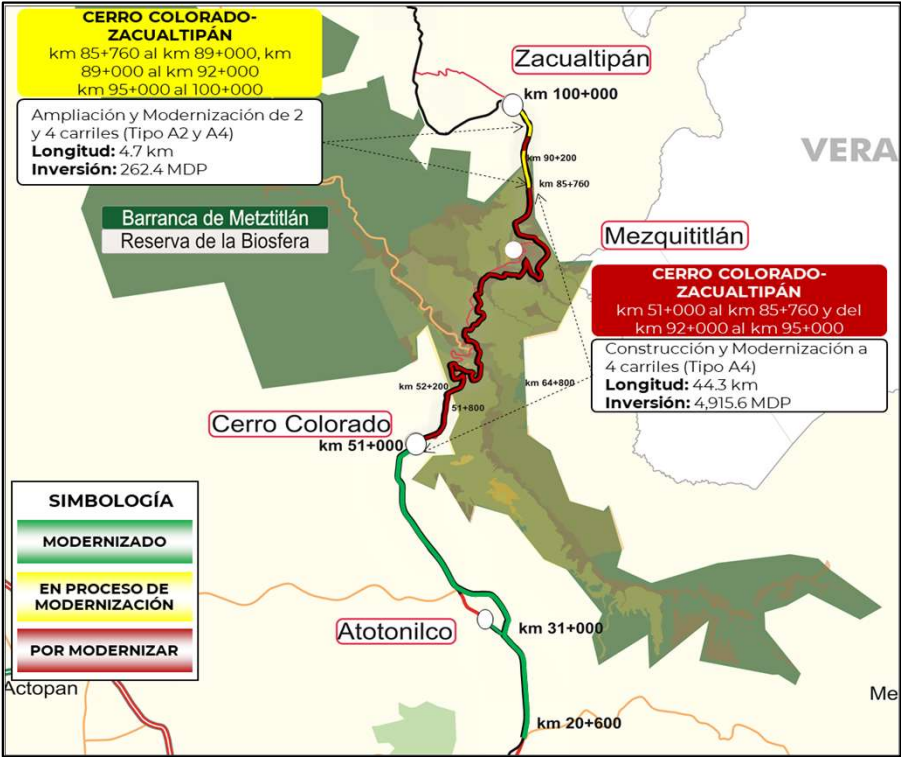 CERRO COLORADO-
ZACUALTIPÁN
km 85+760 al km 89+000, km
89+000 al km 92+000
km 95+000 al 100+000
Ampliación y Modernización de 2
y 4 carriles (Tipo A2 y A4)
Longitud: 4.7 km
Inversión: 262.4 MDP
Zacualtipán
km 100+000
VERA
km 90+200
km 85+760
Barranca de Metztitlán
Reserva de la Biosfera
Mezquititlán
CERRO COLORADO-
ZACUALTIPÁN
km 51+000 al km 85+760 y del
km 92+000 al km 95+000
Construcción y Modernización a
4 carriles (Tipo A4)
Longitud: 44.3 km
Inversión: 4,915.6 MDP
km 52+200
km 64+800
51+800
Cerro Colorado
km 51+000
SIMBOLOGÍA
MODERNIZADO
EN PROCESO DE
MODERNIZACIÓN
POR MODERNIZAR
Atotonilco
km 31+000
Actopan
Me
km 20+600